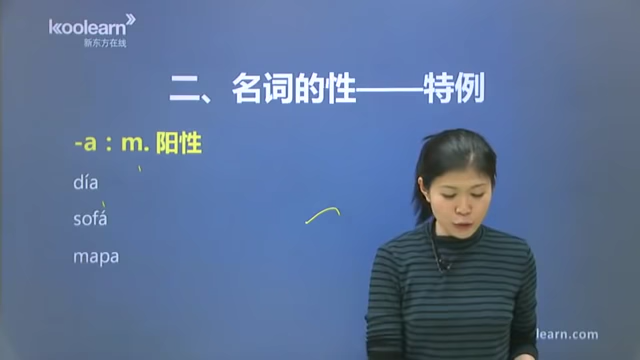 koolearn
新东方在线
二、名词的性——特例
-a：m. 阳性
día
sofá
mapa
learn.com